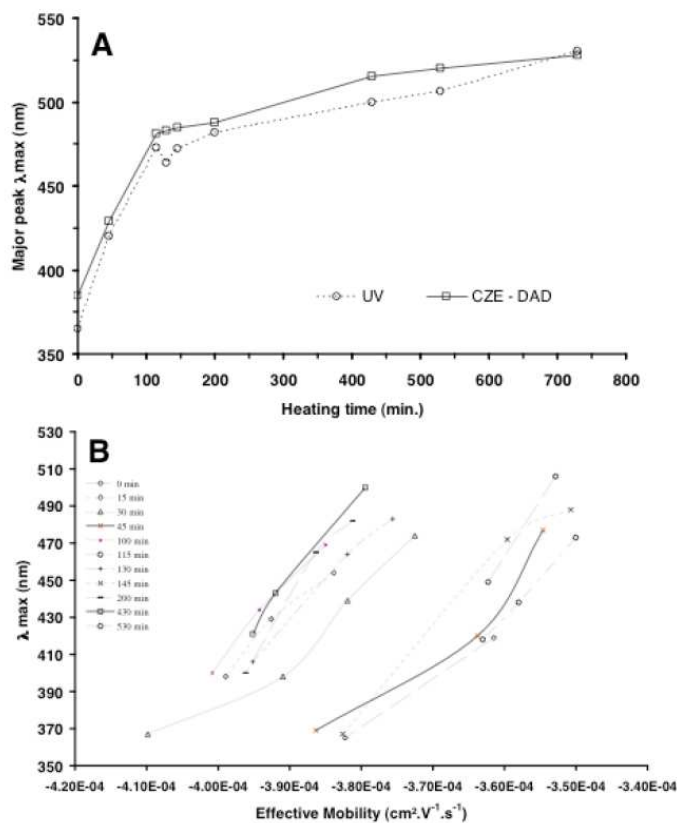 A
550
500
450
400
350
Major peak λ max (nm)
UV
CZE - DAD
0 100 200 300 400 500 600 700 800
Heating time (min.)
B
530
510
490
470
450
430
410
390
370
350
λ max (nm)
0 min
15 min
30 min
45 min
100 min
115 min
130 min
145 min
200 min
430 min
530 min
-4.20E-04 -4.10E-04 -4.00E-04 -3.90E-04 -3.80E-04 -3.70E-04 -3.60E-04 -3.50E-04 -3.40E-04
Effective Mobility (cm².V⁻¹.s⁻¹)